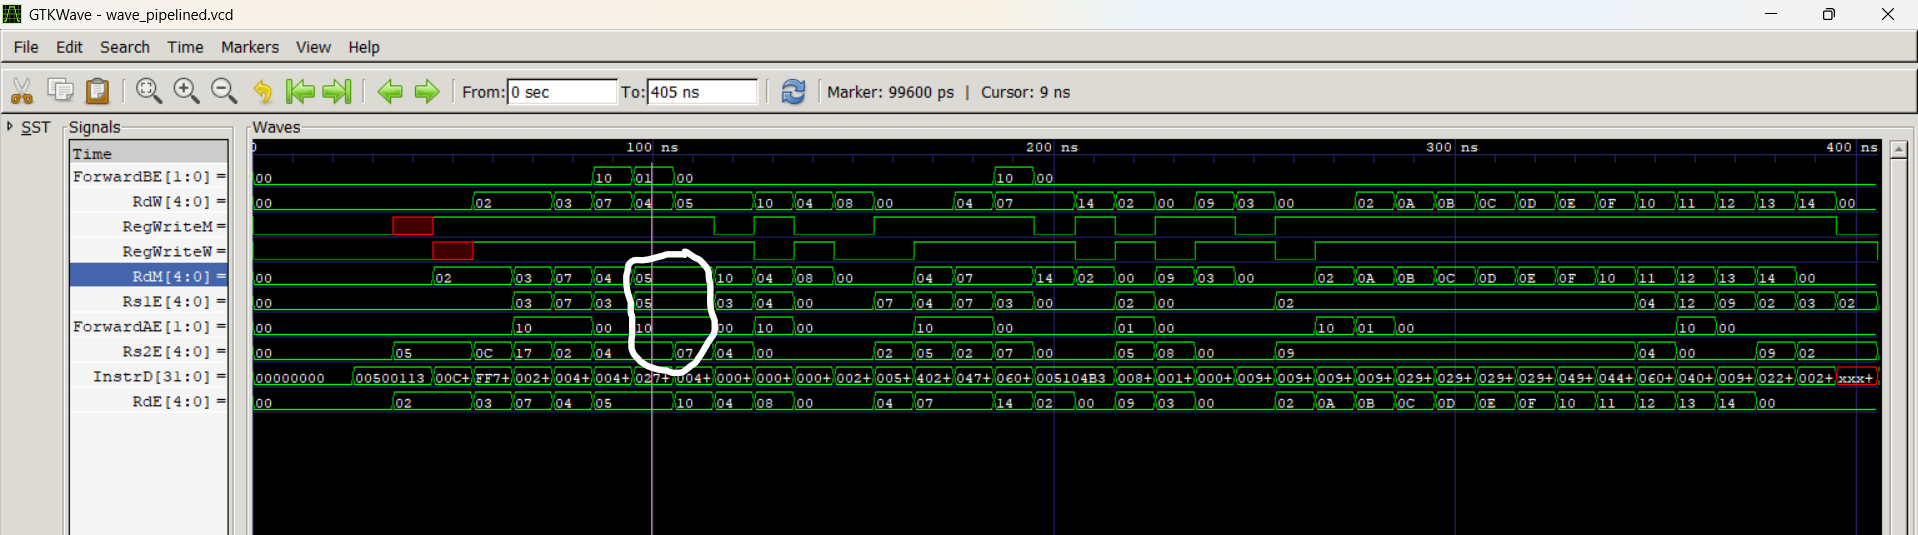 GTKWave - wave_pipelined.vcd
File Edit Search Time Markers View Help
From: 0 sec To: 405 ns Marker: 99600 ps | Cursor: 9 ns
SST Signals Waves
Time 0 100 ns 200 ns 300 ns 400 ns
ForwardBE[1:0] = 00 10 01 00 10 00
RdW[4:0] = 00 02 03 07 04 05 10 04 08 00 04 07 14 02 00 09 03 00 02 0A 0B 0C 0D 0E 0F 10 11 12 13 14 00
RegWriteM =
RegWriteW =
RdM[4:0] = 00 02 03 07 04 05 10 04 08 00 04 07 14 02 00 09 03 00 02 0A 0B 0C 0D 0E 0F 10 11 12 13 14 00
Rs1E[4:0] = 00 03 07 03 05 03 04 00 07 04 07 03 00 02 00 02 04 12 09 02 03 02
ForwardAE[1:0] = 00 10 00 10 00 10 00 10 00 01 00 10 01 00 10 00
Rs2E[4:0] = 00 05 0C 17 02 04 07 04 00 02 05 02 07 00 05 08 00 09 04 00 09 02
InstrD[31:0] = 00000000 00500113 00C+ FF7+ 002+ 004+ 004+ 027+ 004+ 000+ 000+ 000+ 002+ 005+ 402+ 047+ 060+ 005104B3 008+ 001+ 000+ 009+ 009+ 009+ 009+ 009+ 029+ 029+ 029+ 029+ 049+ 044+ 060+ 040+ 009+ 022+ 002+ xxx+
RdE[4:0] = 00 02 03 07 04 05 10 04 08 00 04 07 14 02 00 09 03 00 02 0A 0B 0C 0D 0E 0F 10 11 12 13 14 00